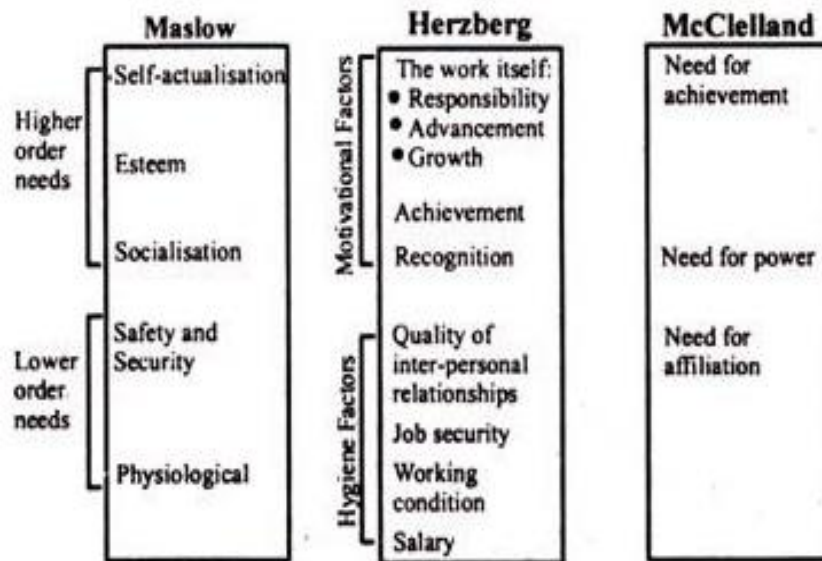 Maslow
Higher
order
needs
Self-actualisation
Esteem
Socialisation
Lower
order
needs
Safety and
Security
Physiological
Herzberg
Motivational Factors
The work itself:
• Responsibility
• Advancement
• Growth
Achievement
Recognition
Hygiene Factors
Quality of
inter-personal
relationships
Job security
Working
condition
Salary
McClelland
Need for
achievement
Need for power
Need for
affiliation